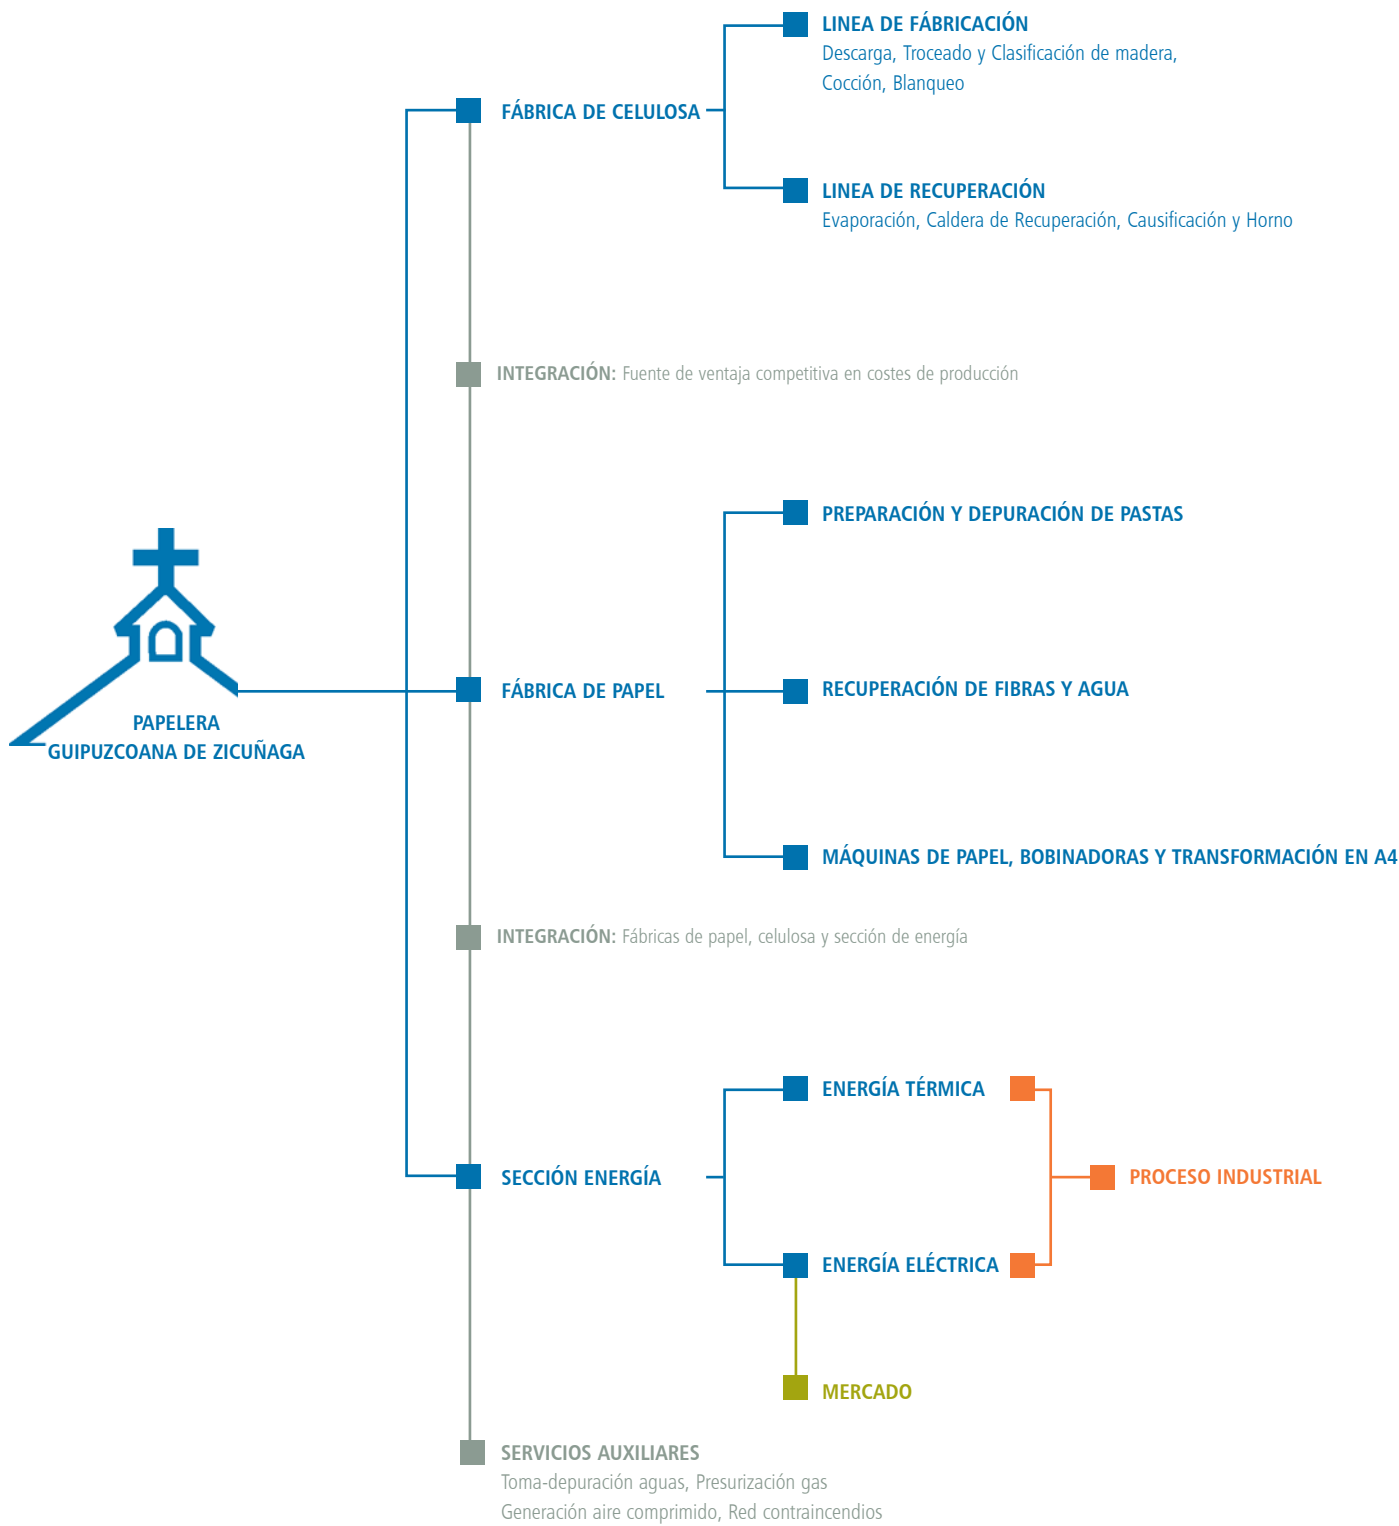 LINEA DE FÁBRICACIÓN
Descarga, Troceado y Clasificación de madera,
Cocción, Blanqueo
FÁBRICA DE CELULOSA
LINEA DE RECUPERACIÓN
Evaporación, Caldera de Recuperación, Causificación y Horno
INTEGRACIÓN: Fuente de ventaja competitiva en costes de producción
PREPARACIÓN Y DEPURACIÓN DE PASTAS
FÁBRICA DE PAPEL
RECUPERACIÓN DE FIBRAS Y AGUA
PAPELERA
GUIPUZCOANA DE ZICUÑAGA
MÁQUINAS DE PAPEL, BOBINADORAS Y TRANSFORMACIÓN EN A4
INTEGRACIÓN: Fábricas de papel, celulosa y sección de energía
ENERGÍA TÉRMICA
SECCIÓN ENERGÍA
PROCESO INDUSTRIAL
ENERGÍA ELÉCTRICA
MERCADO
SERVICIOS AUXILIARES
Toma-depuración aguas, Presurización gas
Generación aire comprimido, Red contraincendios